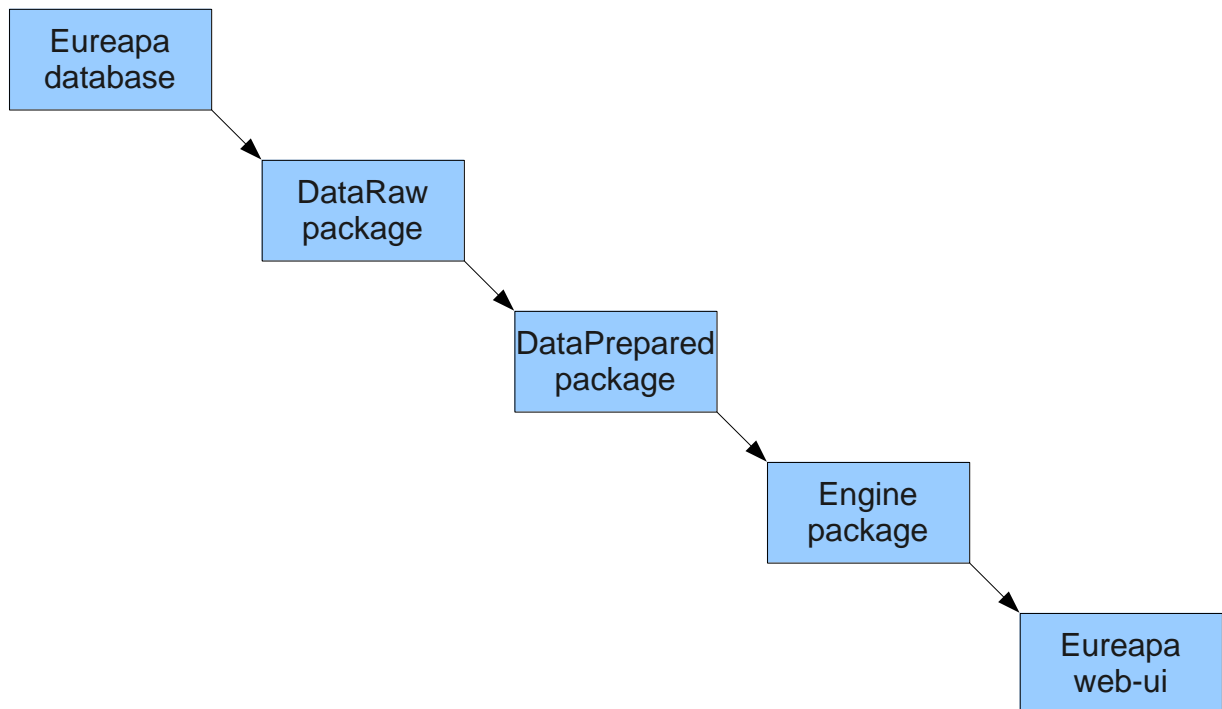 Eureapa
database
DataRaw
package
DataPrepared
package
Engine
package
Eureapa
web-ui